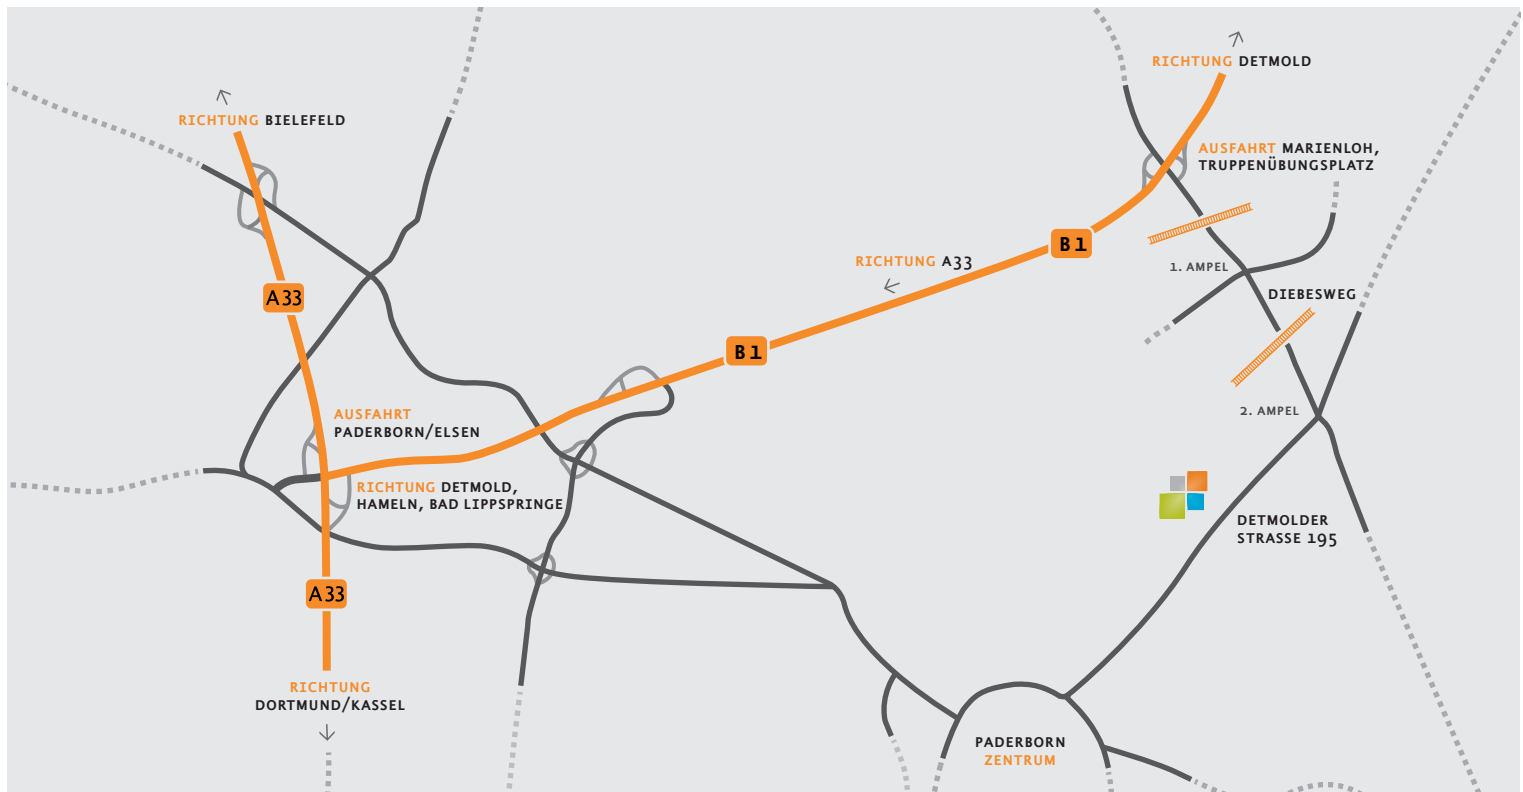 RICHTUNG DETMOLD
RICHTUNG BIELEFELD
AUSFAHRT MARIENLOH,
TRUPPENÜBUNGSPLATZ
B1
RICHTUNG A33
1. AMPEL
A33
DIEBESWEG
B1
AUSFAHRT
PADERBORN/ELSEN
2. AMPEL
RICHTUNG DETMOLD,
HAMELN, BAD LIPPSPRINGE
DETMOLDER
STRASSE 195
A33
RICHTUNG
DORTMUND/KASSEL
PADERBORN
ZENTRUM